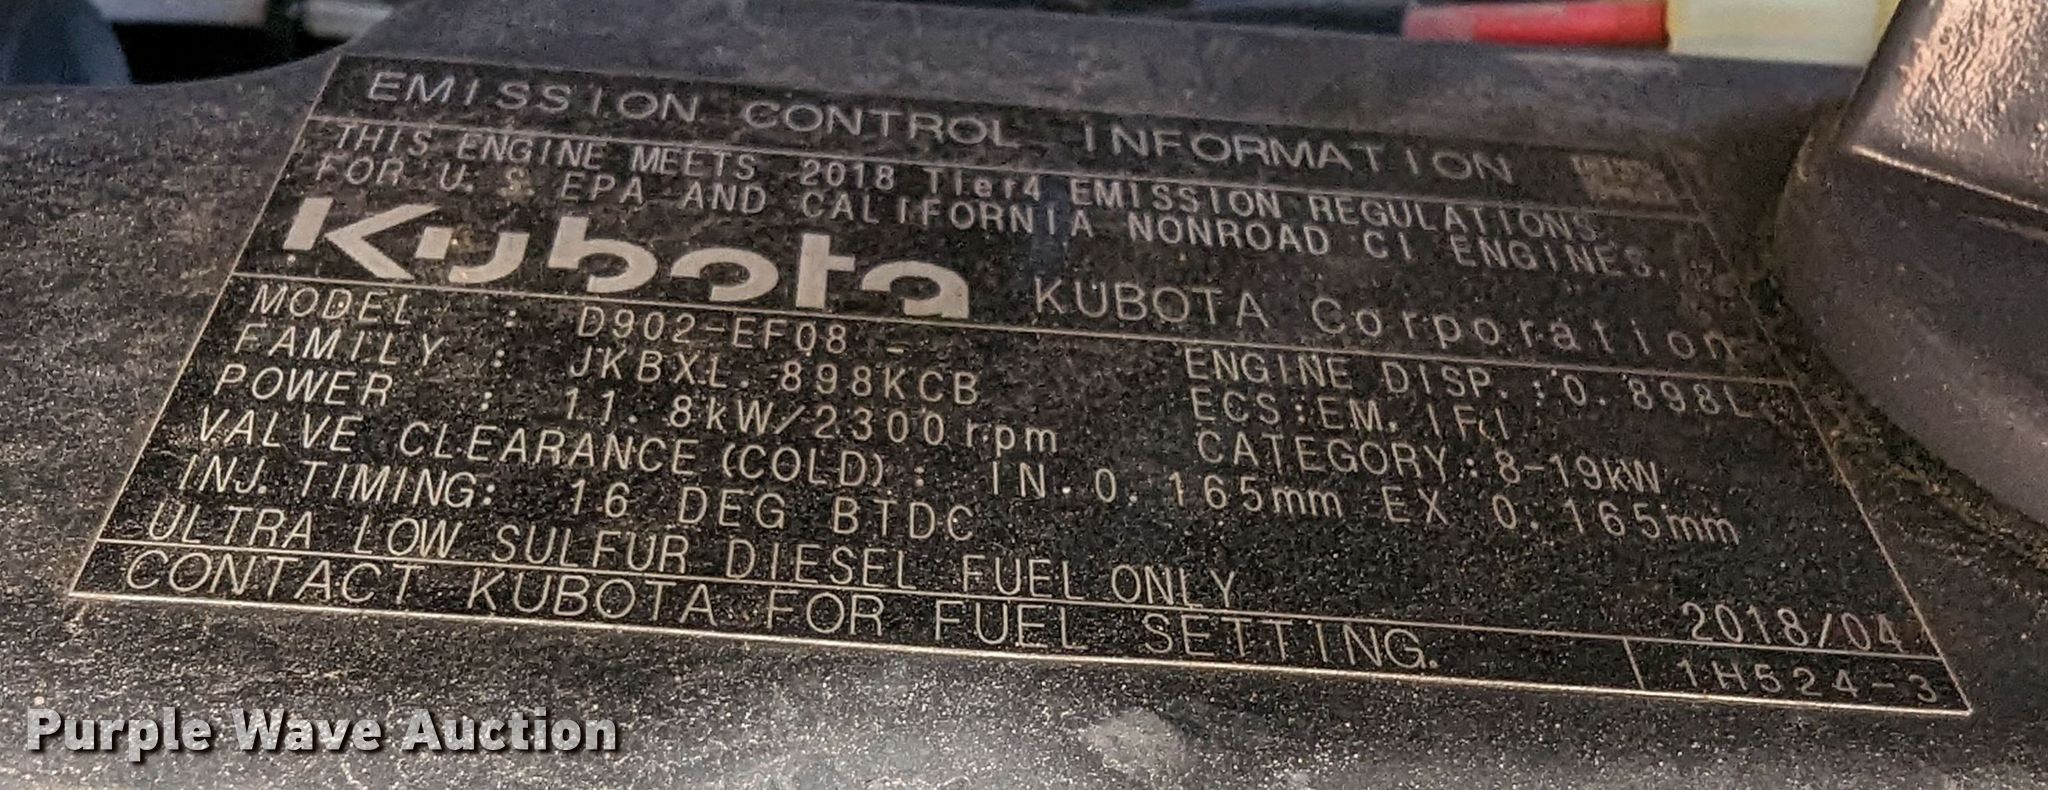 EMISSION CONTROL INFORMATION
THIS ENGINE MEETS 2018 Tier4 EMISSION REGULATIONS
FOR U. S. EPA AND CALIFORNIA NONROAD CI ENGINES.
Kubota KUBOTA Corporation
MODEL : D902-EF08 ENGINE DISP. : 0. 898L
FAMILY : JKBXL. 898KCB ECS:EM. IFI
POWER : 11. 8kW/2300rpm CATEGORY:8-19kW
VALVE CLEARANCE(COLD): IN. 0. 165mm EX 0. 165mm
INJ. TIMING: 16 DEG BTDC
ULTRA LOW SULFUR DIESEL FUEL ONLY 2018/04
CONTACT KUBOTA FOR FUEL SETTING. 1H524-3
Purple Wave Auction